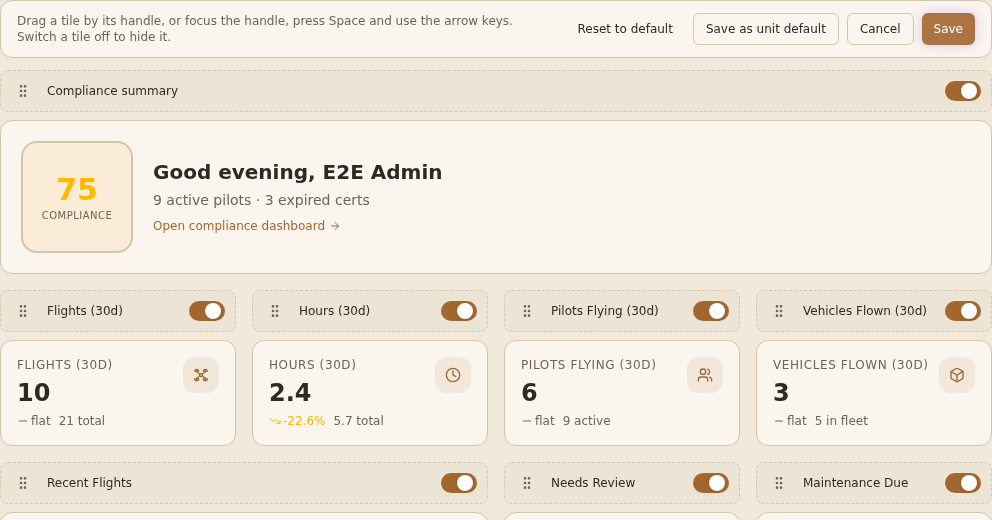 Drag a tile by its handle, or focus the handle, press Space and use the arrow keys.
Switch a tile off to hide it.
Reset to default
Save as unit default
Cancel
Save
Compliance summary
75
COMPLIANCE
Good evening, E2E Admin
9 active pilots · 3 expired certs
Open compliance dashboard →
Flights (30d)
Hours (30d)
Pilots Flying (30d)
Vehicles Flown (30d)
FLIGHTS (30D)
10
flat 21 total
HOURS (30D)
2.4
-22.6% 5.7 total
PILOTS FLYING (30D)
6
flat 9 active
VEHICLES FLOWN (30D)
3
flat 5 in fleet
Recent Flights
Needs Review
Maintenance Due